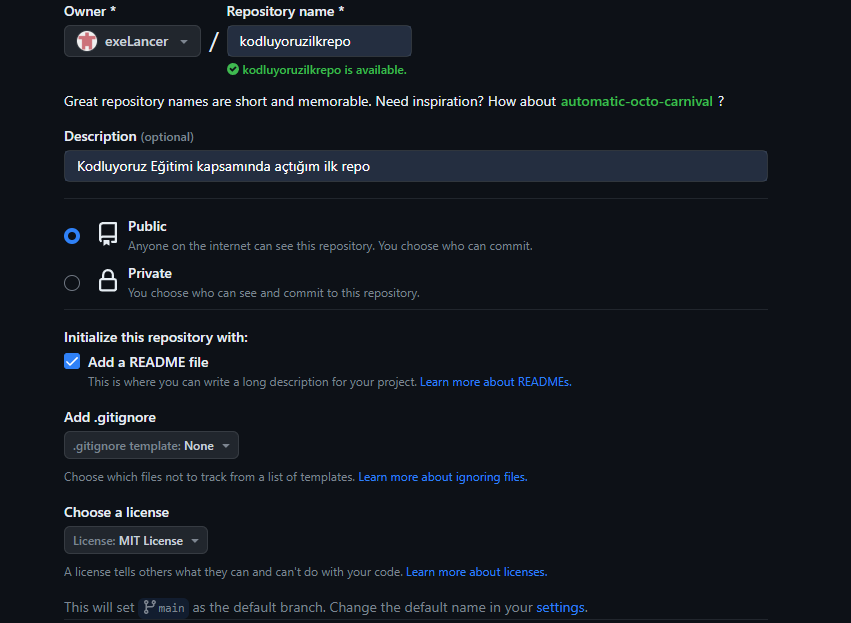 Owner * Repository name *
exeLancer / kodluyoruzilkrepo
kodluyoruzilkrepo is available.
Great repository names are short and memorable. Need inspiration? How about automatic-octo-carnival ?
Description (optional)
Kodluyoruz Eğitimi kapsamında açtığım ilk repo
Public
Anyone on the internet can see this repository. You choose who can commit.
Private
You choose who can see and commit to this repository.
Initialize this repository with:
Add a README file
This is where you can write a long description for your project. Learn more about READMEs.
Add .gitignore
.gitignore template: None
Choose which files not to track from a list of templates. Learn more about ignoring files.
Choose a license
License: MIT License
A license tells others what they can and can't do with your code. Learn more about licenses.
This will set main as the default branch. Change the default name in your settings.